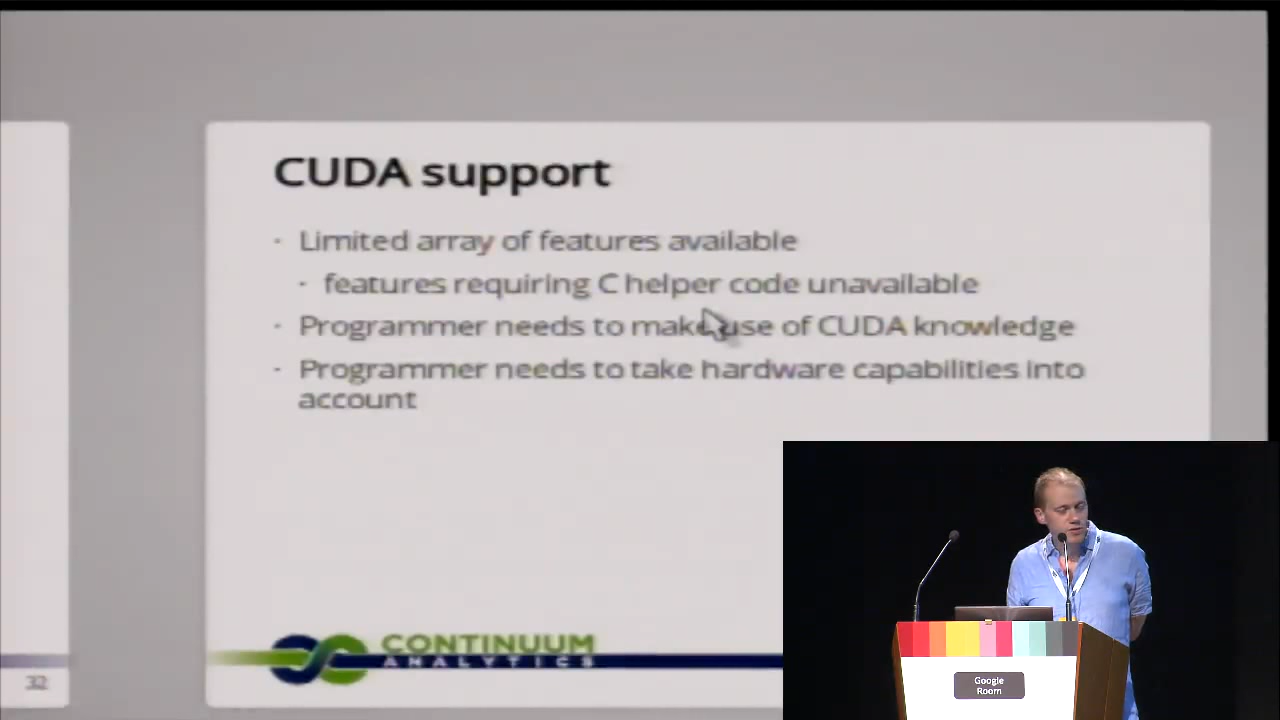 CUDA support
· Limited array of features available
· features requiring C helper code unavailable
· Programmer needs to make use of CUDA knowledge
· Programmer needs to take hardware capabilities into
account
CONTINUUM
ANALYTICS
32
Google
Room